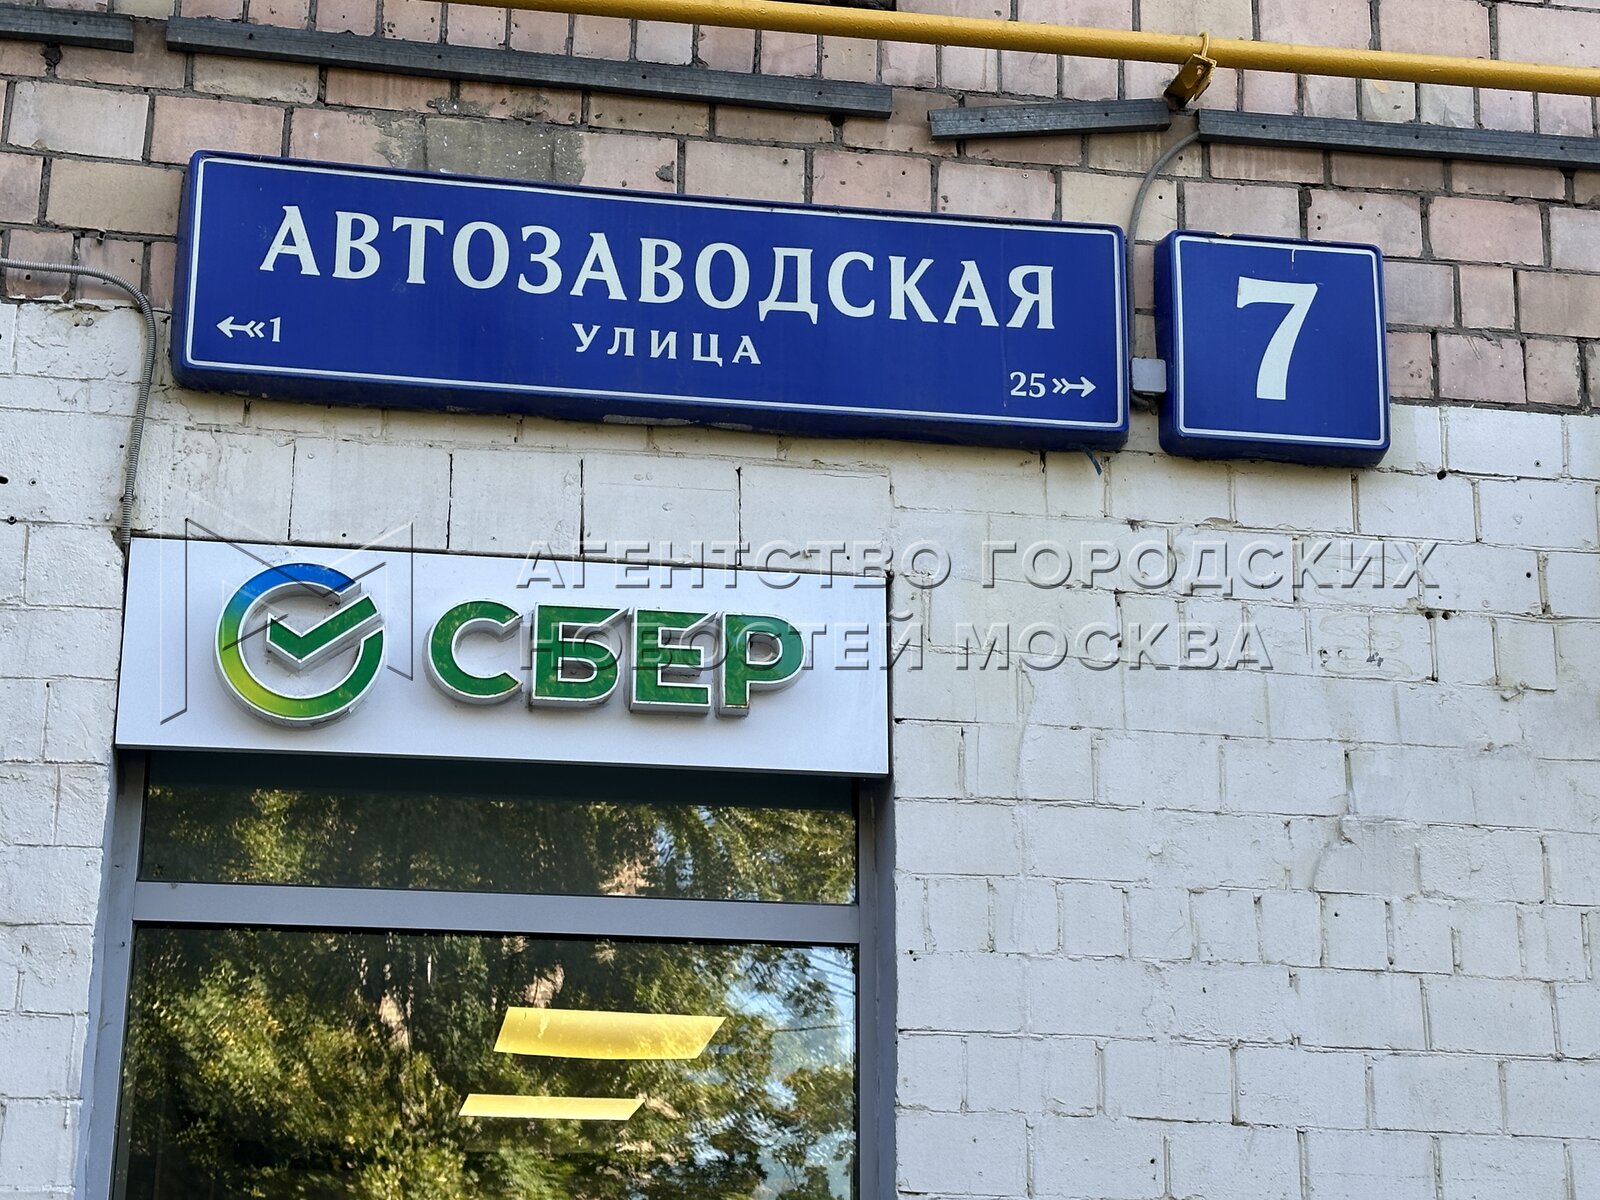 АВТОЗАВОДСКАЯ
УЛИЦА
1
25
7
СБЕР
АГЕНТСТВО ГОРОДСКИХ
НОВОСТЕЙ МОСКВА